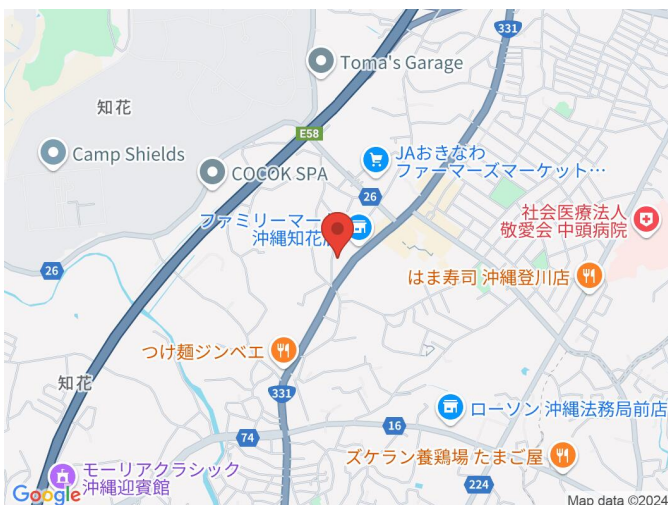 331
Toma's Garage
知花
E58
Camp Shields
COCOK SPA
JAおきなわ
ファーマーズマーケット…
26
社会医療法人
敬愛会 中頭病院
ファミリーマー
沖縄知花店
はま寿司 沖縄登川店
26
つけ麺ジンベエ
知花
331
ローソン 沖縄法務局前店
16
74
ズケラン養鶏場 たまご屋
モーリアクラシック
沖縄迎賓館
224
Google
Map data ©2024